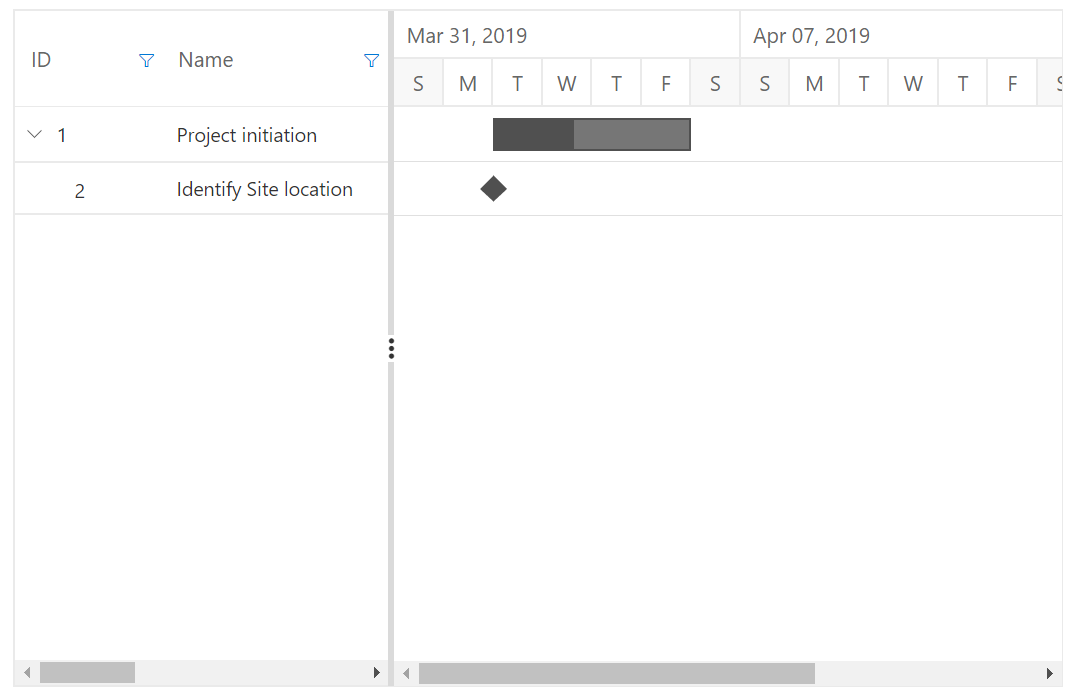 ID Name Mar 31, 2019 Apr 07, 2019
S M T W T F S S M T W T F S
1 Project initiation
2 Identify Site location